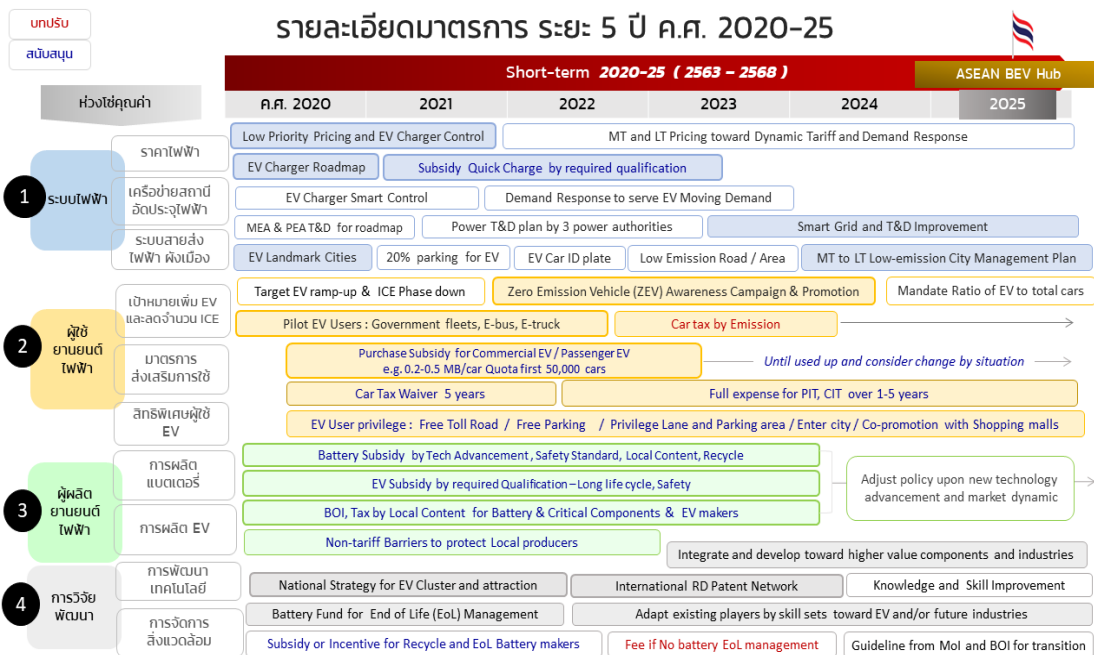 บทปรับ
สนับสนุน
รายละเอียดมาตรการ ระยะ 5 ปี ค.ศ. 2020-25
Short-term 2020-25 ( 2563 – 2568 )
ASEAN BEV Hub
ห่วงโซ่คุณค่า
ค.ศ. 2020
2021
2022
2023
2024
2025
1
ระบบไฟฟ้า
ราคาไฟฟ้า
Low Priority Pricing and EV Charger Control
MT and LT Pricing toward Dynamic Tariff and Demand Response
EV Charger Roadmap
Subsidy Quick Charge by required qualification
เครือข่ายสถานี
อัดประจุไฟฟ้า
EV Charger Smart Control
Demand Response to serve EV Moving Demand
MEA & PEA T&D for roadmap
Power T&D plan by 3 power authorities
Smart Grid and T&D Improvement
ระบบสายส่ง
ไฟฟ้า ผังเมือง
EV Landmark Cities
20% parking for EV
EV Car ID plate
Low Emission Road / Area
MT to LT Low-emission City Management Plan
2
ผู้ใช้
ยานยนต์
ไฟฟ้า
เป้าหมายเพิ่ม EV
และลดจำนวน ICE
Target EV ramp-up & ICE Phase down
Zero Emission Vehicle (ZEV) Awareness Campaign & Promotion
Mandate Ratio of EV to total cars
Pilot EV Users : Government fleets, E-bus, E-truck
Car tax by Emission
มาตรการ
ส่งเสริมการใช้
Purchase Subsidy for Commercial EV / Passenger EV
e.g. 0.2-0.5 MB/car Quota first 50,000 cars
Until used up and consider change by situation
Car Tax Waiver 5 years
Full expense for PIT, CIT over 1-5 years
สิทธิพิเศษผู้ใช้
EV
EV User privilege : Free Toll Road / Free Parking / Privilege Lane and Parking area / Enter city / Co-promotion with Shopping malls
3
ผู้ผลิต
ยานยนต์
ไฟฟ้า
การผลิต
แบตเตอรี่
Battery Subsidy by Tech Advancement, Safety Standard, Local Content, Recycle
EV Subsidy by required Qualification – Long life cycle, Safety
Adjust policy upon new technology
advancement and market dynamic
การผลิต EV
BOI, Tax by Local Content for Battery & Critical Components & EV makers
Non-tariff Barriers to protect Local producers
Integrate and develop toward higher value components and industries
4
การวิจัย
พัฒนา
การพัฒนา
เทคโนโลยี
National Strategy for EV Cluster and attraction
International RD Patent Network
Knowledge and Skill Improvement
การจัดการ
สิ่งแวดล้อม
Battery Fund for End of Life (EoL) Management
Adapt existing players by skill sets toward EV and/or future industries
Subsidy or Incentive for Recycle and EoL Battery makers
Fee if No battery EoL management
Guideline from MoI and BOI for transition